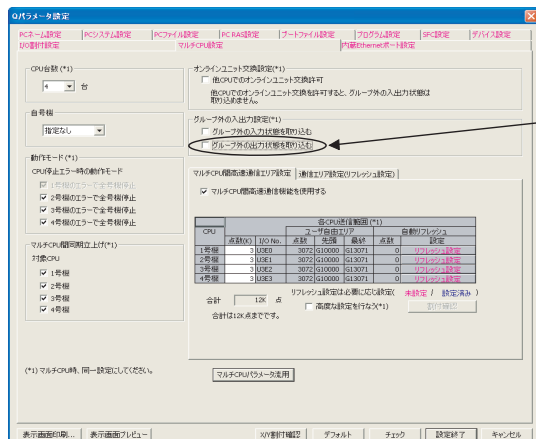 Qパラメータ設定
PCネーム設定 PCシステム設定 PCファイル設定 PC RAS設定 ブートファイル設定 プログラム設定 SFC設定 デバイス設定
I/O割付設定 マルチCPU設定 内蔵Ethernetポート設定
CPU台数 (*1)
4 台
自号機
指定なし
動作モード (*1)
CPU停止エラー時の動作モード
1号機のエラーで全号機停止
2号機のエラーで全号機停止
3号機のエラーで全号機停止
4号機のエラーで全号機停止
マルチCPU間同期立上げ(*1)
対象CPU
1号機
2号機
3号機
4号機
オンラインユニット交換設定(*1)
他CPUでのオンラインユニット交換許可
他CPUでのオンラインユニット交換を許可すると、グループ外の入出力状態は
取り込めません。
グループ外の入出力設定(*1)
グループ外の入力状態を取り込む
グループ外の出力状態を取り込む
マルチCPU間高速通信エリア設定 通信エリア設定(リフレッシュ設定)
マルチCPU間高速通信機能を使用する
各CPU送信範囲 (*1)
CPU ユーザ自由エリア 自動リフレッシュ
点数(K) I/O No. 点数 先頭 最終 点数 設定
1号機 3 U3E0 3072 G10000 G13071 0 リフレッシュ設定
2号機 3 U3E1 3072 G10000 G13071 0 リフレッシュ設定
3号機 3 U3E2 3072 G10000 G13071 0 リフレッシュ設定
4号機 3 U3E3 3072 G10000 G13071 0 リフレッシュ設定
リフレッシュ設定は必要に応じ設定( 未設定 / 設定済み )
合計 12K 点 高度な設定を行なう(*1) 割付確認
合計は12K点までです。
(*1) マルチCPU時、同一設定にしてください。
マルチCPUパラメータ流用
表示画面印刷... 表示画面プレビュー X/Y割付確認 デフォルト チェック 設定終了 キャンセル